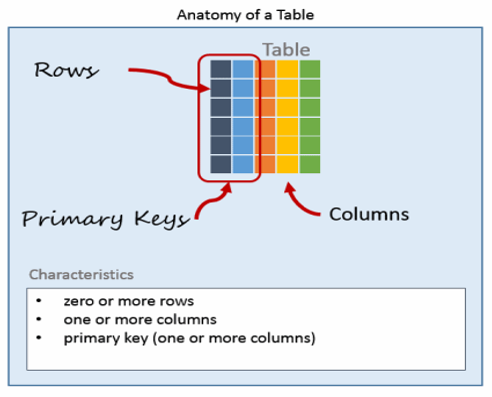 Anatomy of a Table
Table
Rows
Primary Keys
Columns
Characteristics
• zero or more rows
• one or more columns
• primary key (one or more columns)